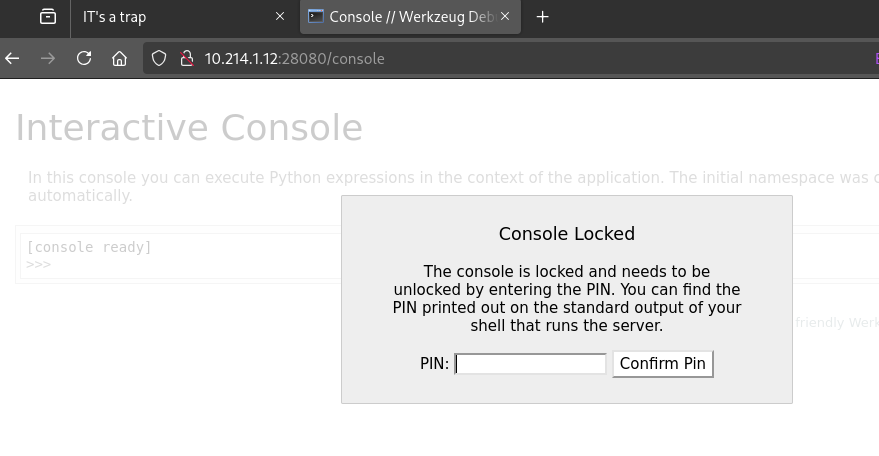 IT's a trap
Console // Werkzeug Deb
10.214.1.12:28080/console
Interactive Console
In this console you can execute Python expressions in the context of the application. The initial namespace was
automatically.
[console ready]
>>>
Console Locked
The console is locked and needs to be
unlocked by entering the PIN. You can find the
PIN printed out on the standard output of your
shell that runs the server.
friendly Werk
PIN:
Confirm Pin